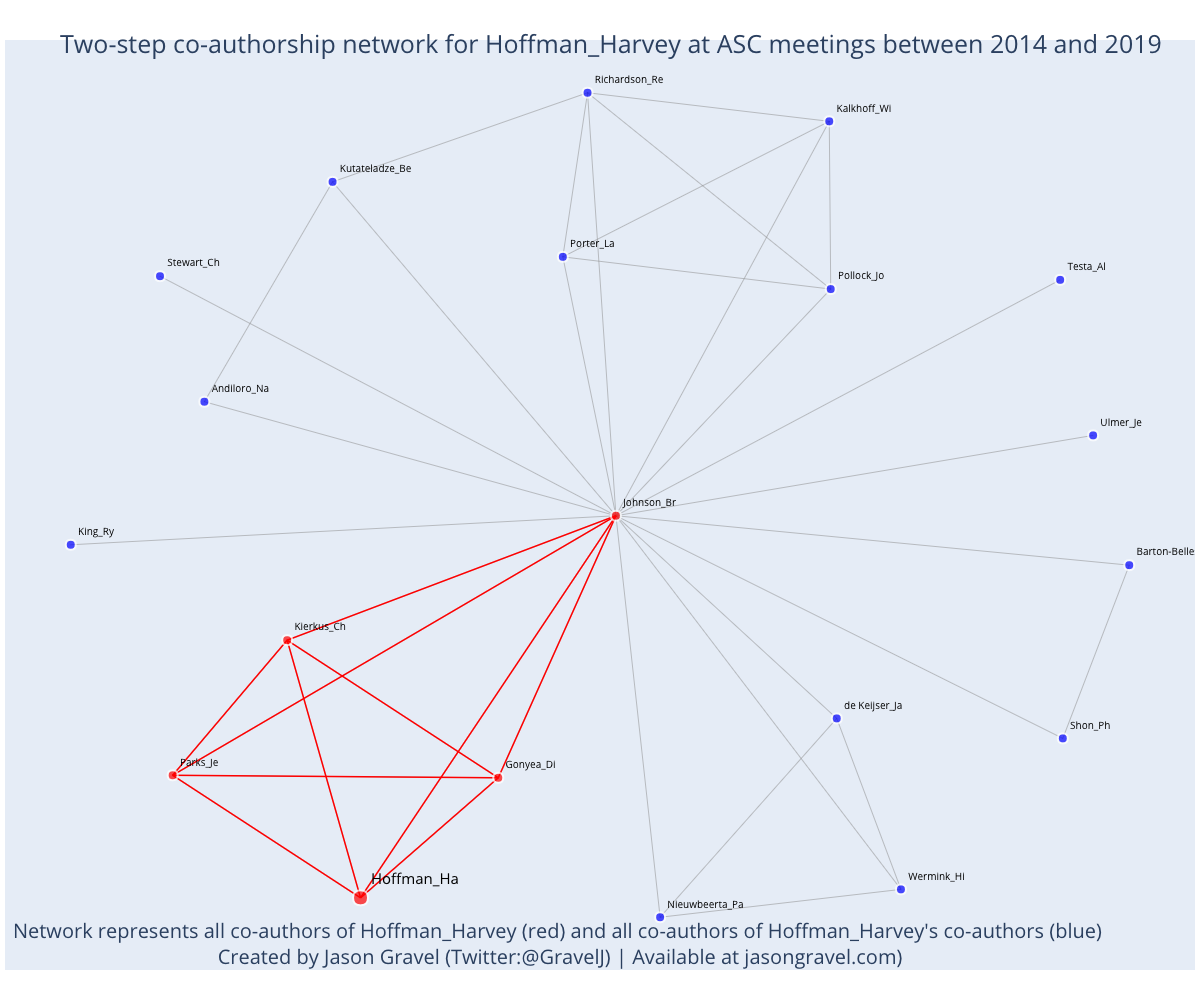 Two-step co-authorship network for Hoffman_Harvey at ASC meetings between 2014 and 2019
Richardson_Re
Kalkhoff_Wi
Kutateladze_Be
Porter_La
Stewart_Ch
Testa_Al
Pollock_Jo
Andiloro_Na
Ulmer_Je
Johnson_Br
King_Ry
Barton-Belle
Kierkus_Ch
de Keijser_Ja
Shon_Ph
Parks_Je
Gonyea_Di
Hoffman_Ha
Wermink_Hi
Nieuwbeerta_Pa
Network represents all co-authors of Hoffman_Harvey (red) and all co-authors of Hoffman_Harvey's co-authors (blue)
Created by Jason Gravel (Twitter:@GravelJ) | Available at jasongravel.com)